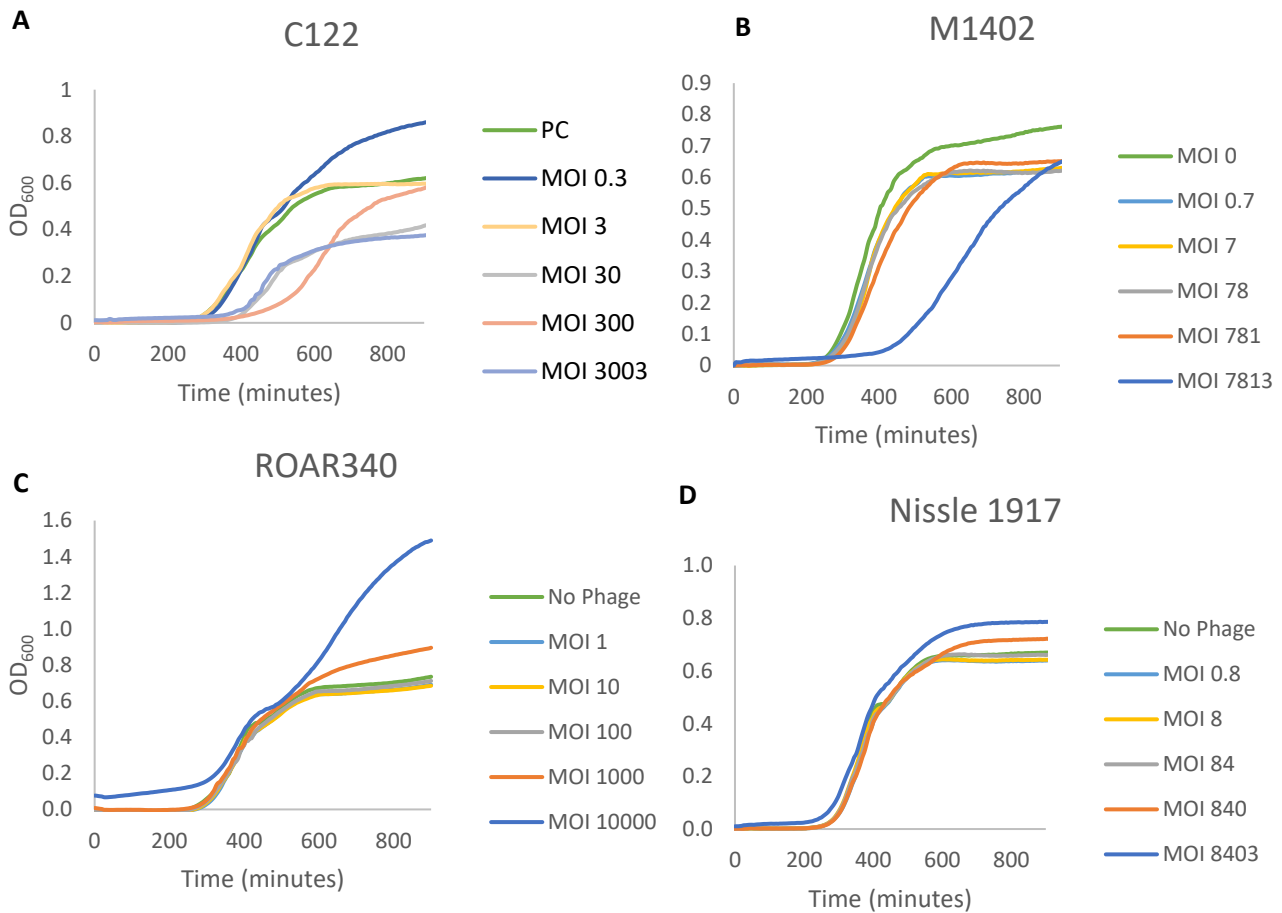 A
C122
1
0.8
0.6
0.4
0.2
0
OD600
0 200 400 600 800
Time (minutes)
PC
MOI 0.3
MOI 3
MOI 30
MOI 300
MOI 3003
B
M1402
0.9
0.8
0.7
0.6
0.5
0.4
0.3
0.2
0.1
0
0 200 400 600 800
Time (minutes)
MOI 0
MOI 0.7
MOI 7
MOI 78
MOI 781
MOI 7813
C
ROAR340
1.6
1.4
1.2
1.0
0.8
0.6
0.4
0.2
0.0
OD600
0 200 400 600 800
Time (minutes)
No Phage
MOI 1
MOI 10
MOI 100
MOI 1000
MOI 10000
D
Nissle 1917
1.0
0.8
0.6
0.4
0.2
0.0
0 200 400 600 800
Time (minutes)
No Phage
MOI 0.8
MOI 8
MOI 84
MOI 840
MOI 8403